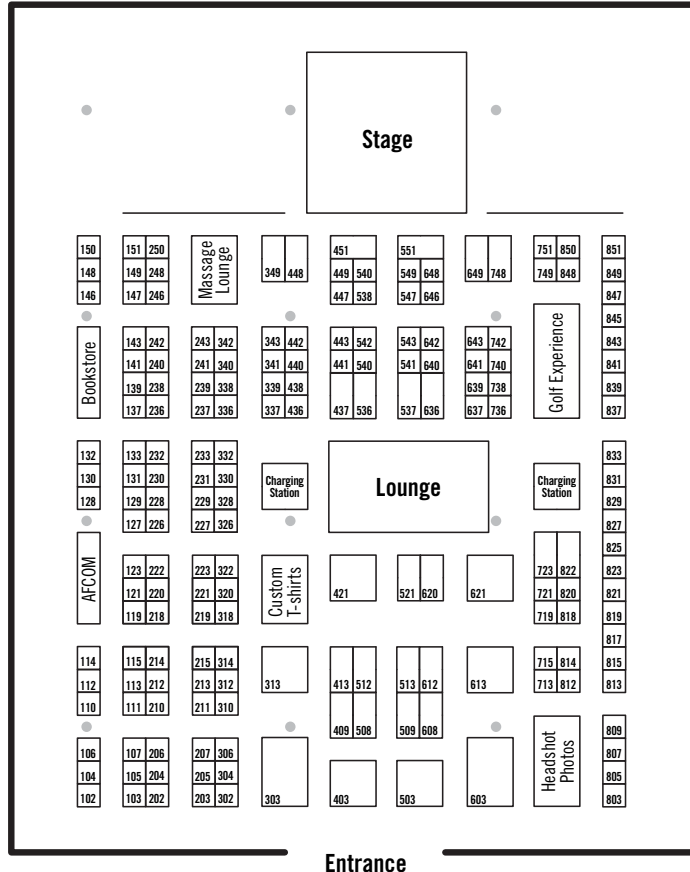 Stage
150 151 250 Massage Lounge 451 551 751 850 851
148 149 248 349 448 449 540 549 648 649 748 749 848 849
146 147 246 447 538 547 646 847
845
Bookstore 143 242 243 342 343 442 443 542 543 642 643 742 Golf Experience 843
141 240 241 340 341 440 441 540 541 640 641 740 841
139 238 239 338 339 438 639 738 839
137 236 237 336 337 436 437 536 537 636 637 736 837
132 133 232 233 332 Charging Station Lounge Charging Station 833
130 131 230 231 330 831
128 129 228 229 328 829
127 226 227 326 827
825
AFCOM 123 222 223 322 Custom T-shirts 723 822 823
121 220 221 320 421 521 620 621 721 820 821
119 218 219 318 719 818 819
817
114 115 214 215 314 715 814 815
112 113 212 213 312 313 413 512 513 612 613 713 812 813
110 111 210 211 310
409 508 509 608
Headshot Photos 809
106 107 206 207 306 807
104 105 204 205 304 805
102 103 202 203 302 303 403 503 603 803
Entrance